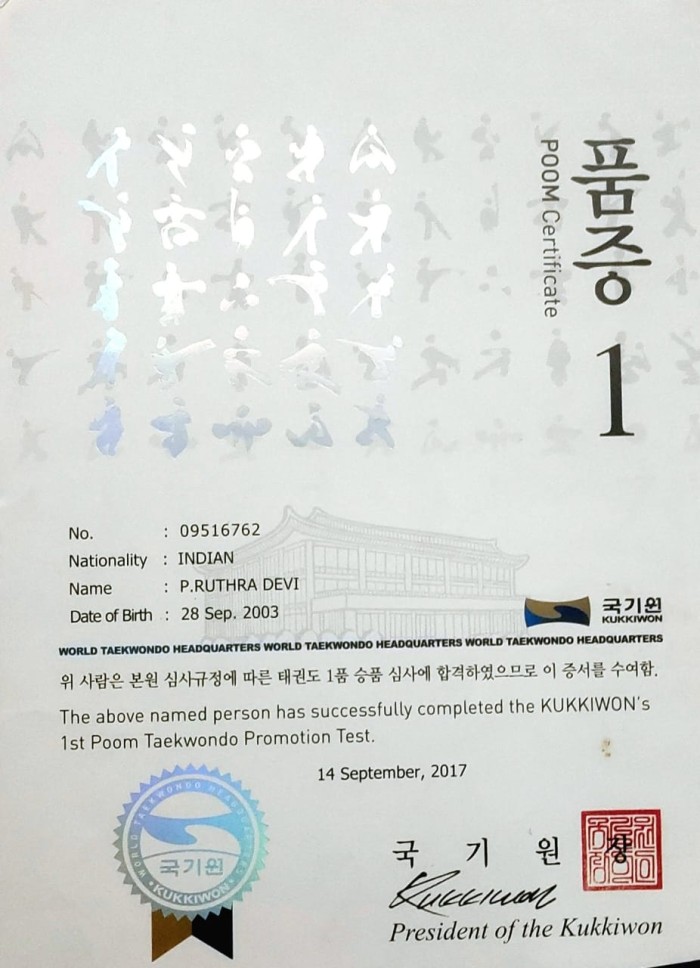 품증 1
POOM Certificate
No. : 09516762
Nationality : INDIAN
Name : P.RUTHRA DEVI
Date of Birth : 28 Sep. 2003
국기원
KUKKIWON
WORLD TAEKWONDO HEADQUARTERS WORLD TAEKWONDO HEADQUARTERS WORLD TAEKWONDO HEADQUARTERS
위 사람은 본원 심사규정에 따른 태권도 1품 승품 심사에 합격하였으므로 이 증서를 수여함.
The above named person has successfully completed the KUKKIWON's
1st Poom Taekwondo Promotion Test.
14 September, 2017
WORLD TAEKWONDO HEADQUARTERS
국기원
KUKKIWON
국 기 원 장
Kukkiwon
President of the Kukkiwon